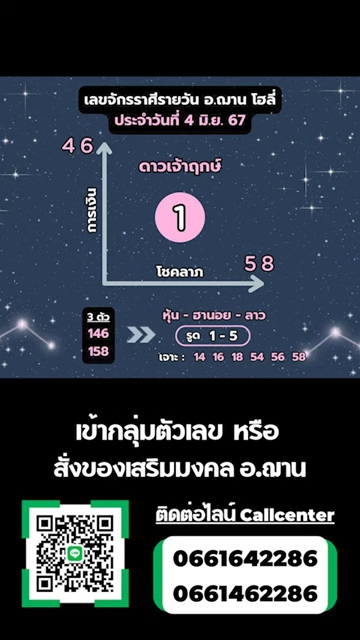 เลขจักรราศีรายวัน อ.ฌาน โฮลี่
ประจำวันที่ 4 มิ.ย. 67
4 6
ดาวเจ้าฤกษ์
การเงิน
1
โชคลาภ
5 8
3 ตัว
146
158
หุ้น - ฮานอย - ลาว
รูด 1 - 5
เจาะ : 14 16 18 54 56 58
เข้ากลุ่มตัวเลข หรือ
สั่งของเสริมมงคล อ.ฌาน
ติดต่อไลน์ Callcenter
0661642286
0661462286